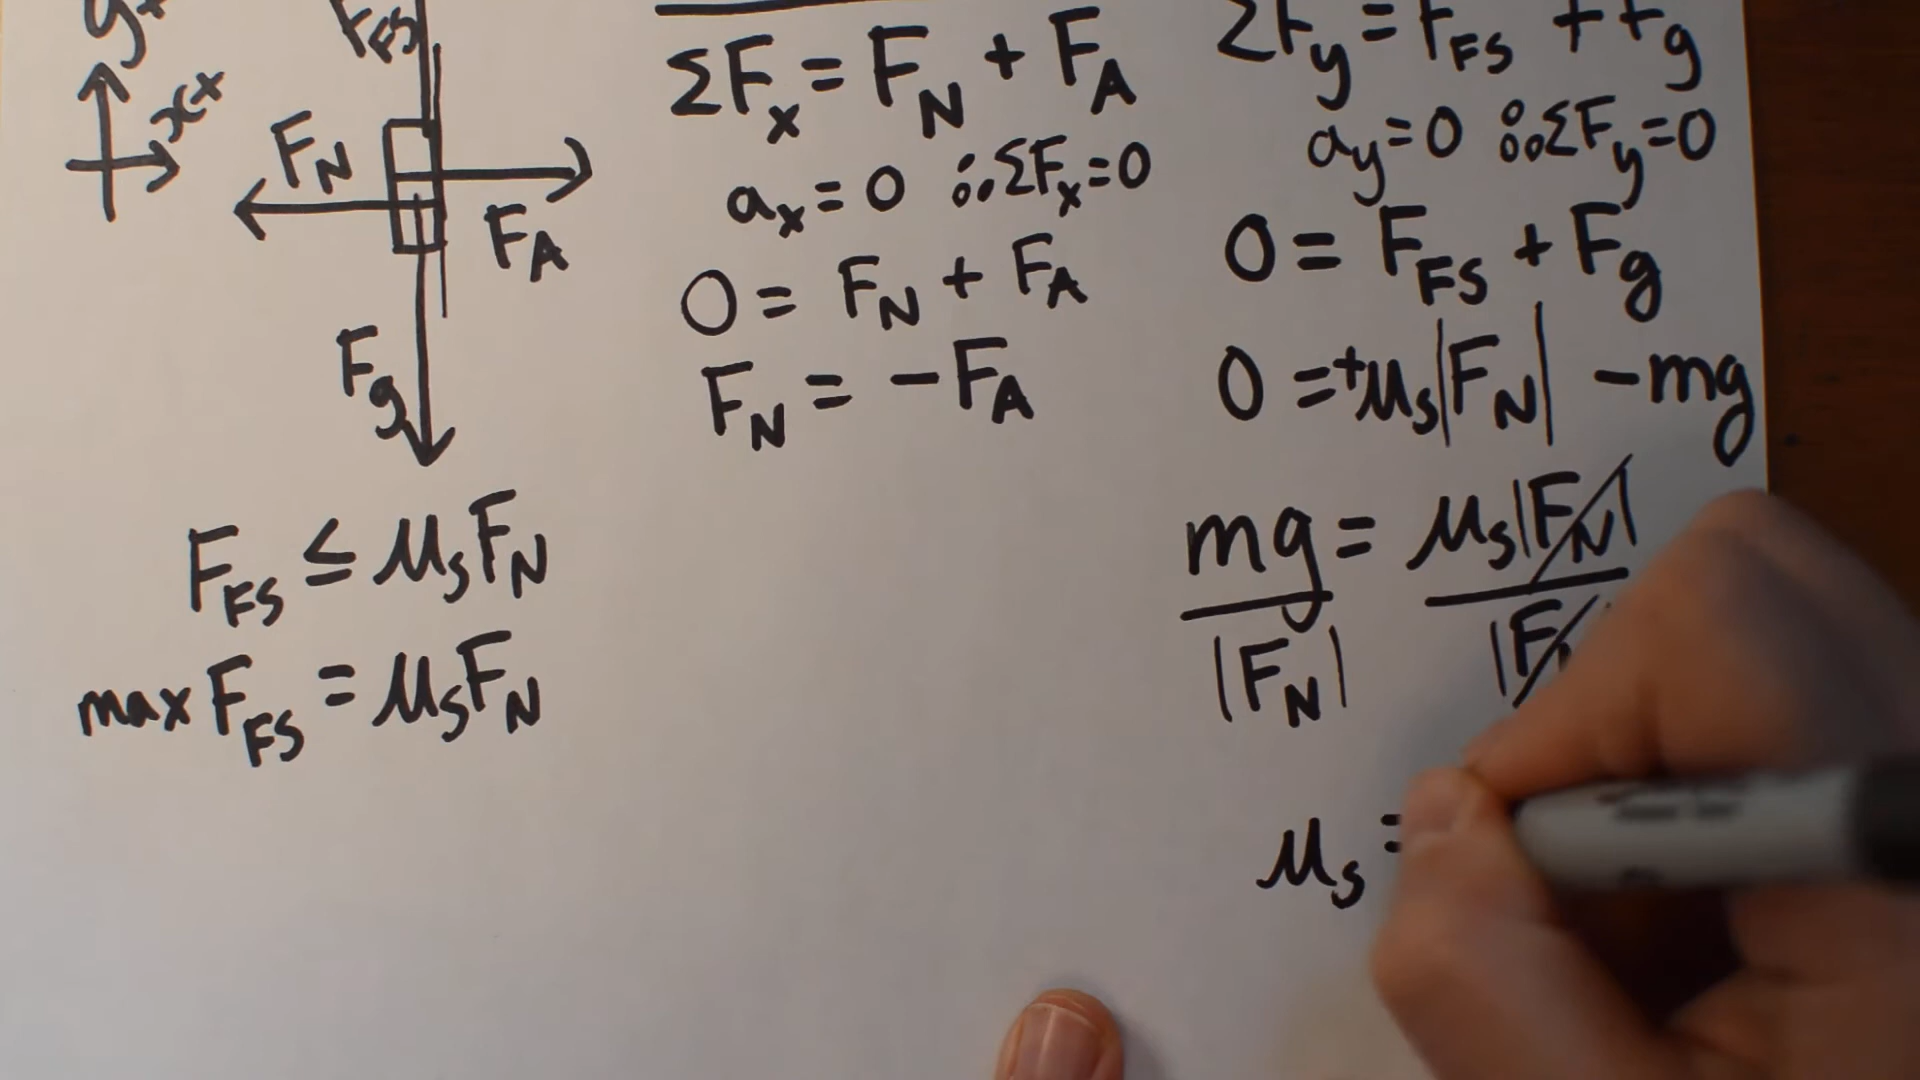 y+
x+
F_FS
F_N
F_A
F_g
F_FS ≤ μ_s F_N
max F_FS = μ_s F_N
ΣF_x = F_N + F_A
a_x = 0 ∴ ΣF_x = 0
0 = F_N + F_A
F_N = -F_A
ΣF_y = F_FS + F_g
a_y = 0 ∴ ΣF_y = 0
0 = F_FS + F_g
0 = +μ_s|F_N| - mg
mg = μ_s|F_N|
|F_N| |F_N
μ_s =